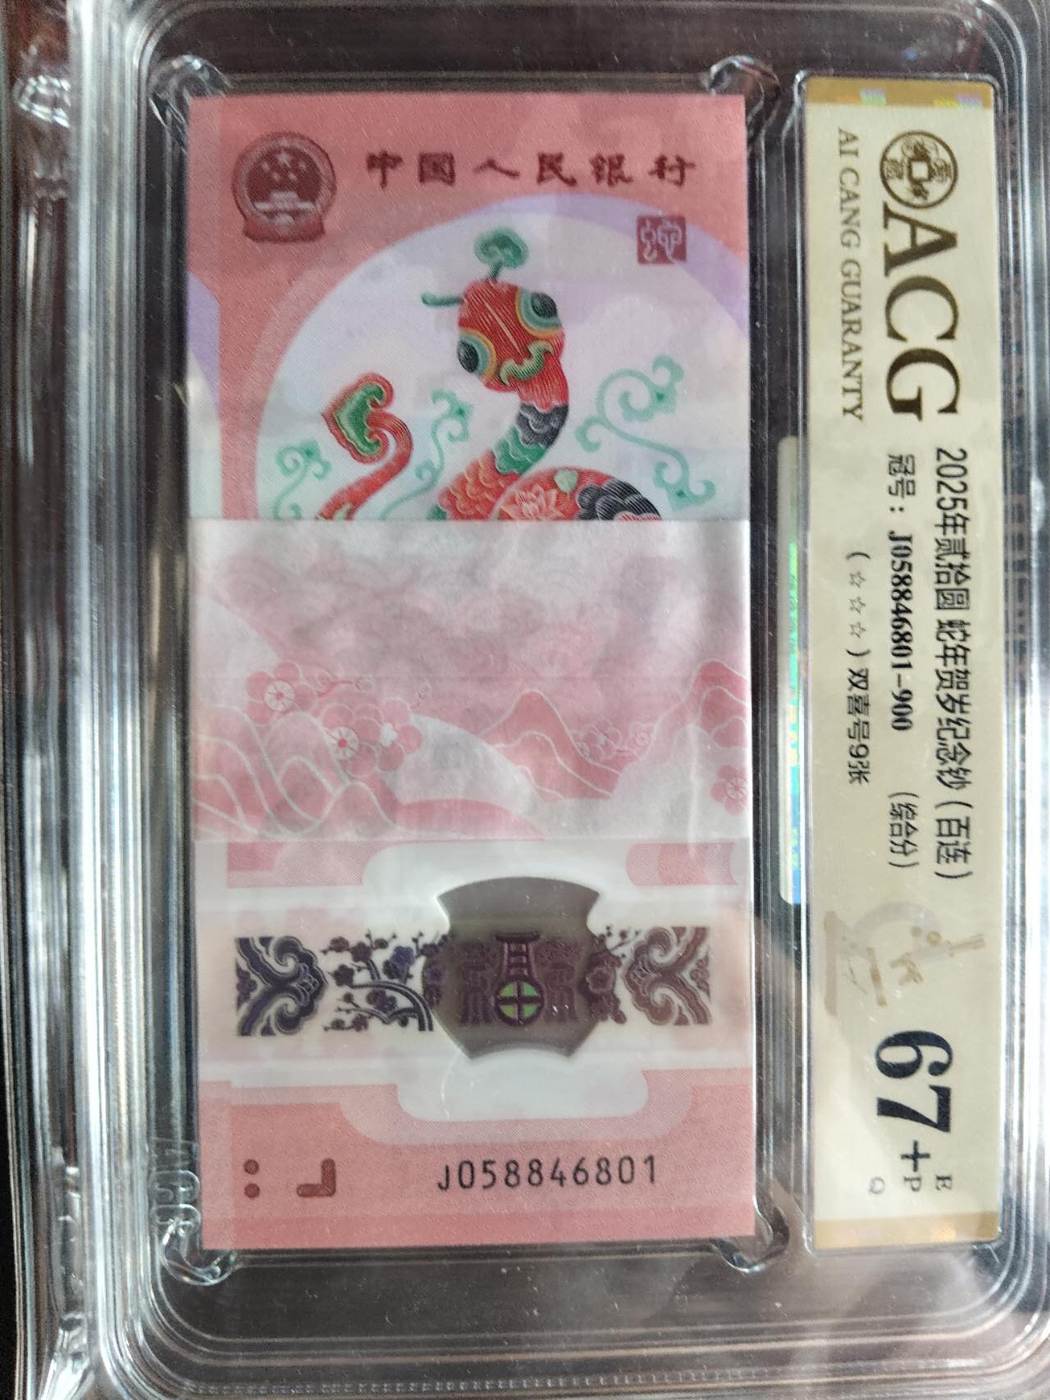 中國人民銀行
J058846801
ACG
AI CANG GUARANTY
2025年贰拾圆 蛇年贺岁纪念钞（百连）
冠号：J058846801-900 （综合分）
（☆☆☆）双喜号9张
67+
E
P
Q